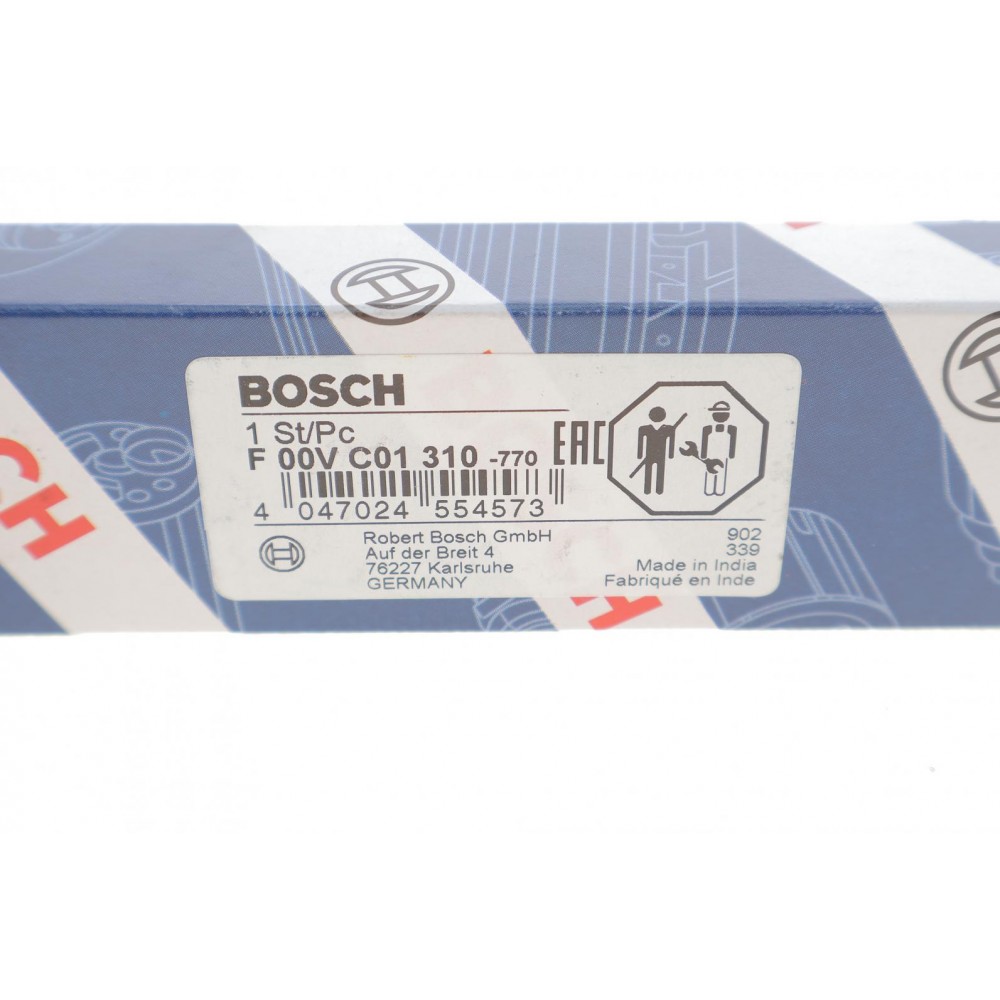 BOSCH
1 St/Pc
F 00V C01 310 -770 EAC
4 047024 554573
Robert Bosch GmbH
Auf der Breit 4
76227 Karlsruhe
GERMANY
902
339
Made in India
Fabriqué en Inde
CH
H